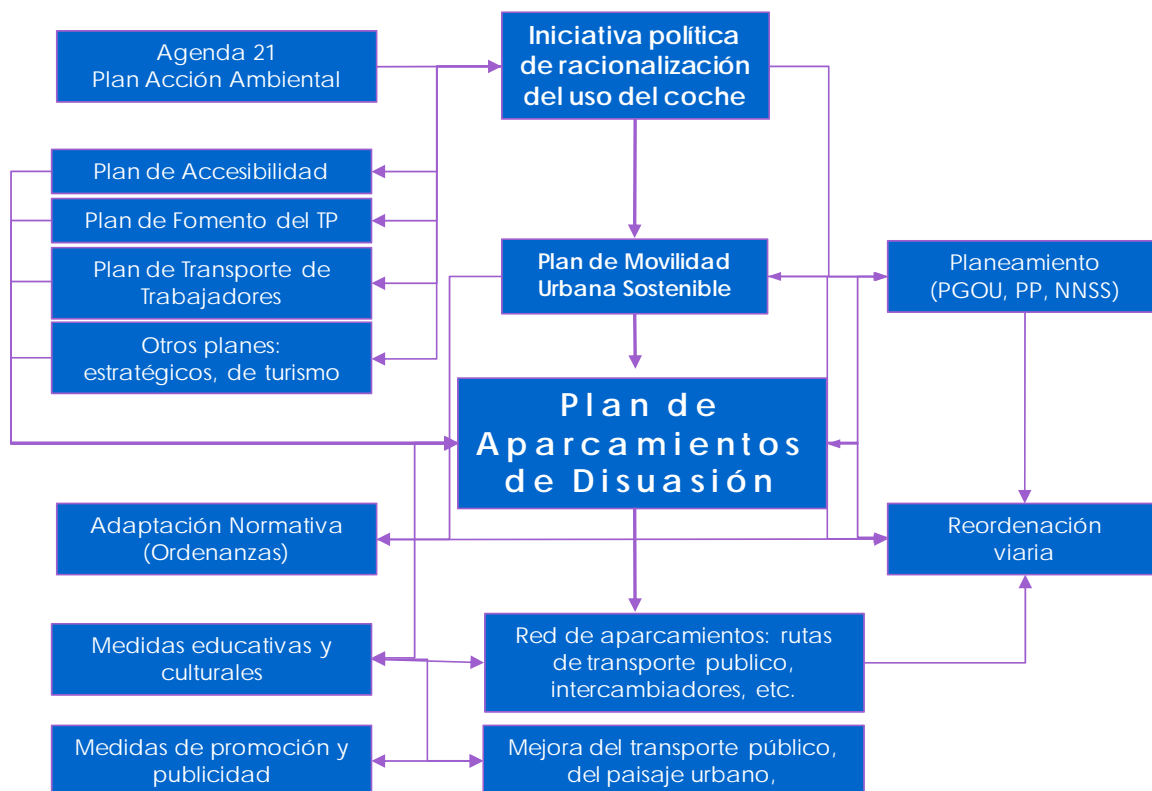 Agenda 21
Plan Acción Ambiental
Iniciativa política
de racionalización
del uso del coche
Plan de Accesibilidad
Plan de Fomento del TP
Plan de Transporte de
Trabajadores
Otros planes:
estratégicos, de turismo
Plan de Movilidad
Urbana Sostenible
Planeamiento
(PGOU, PP, NNSS)
Plan de
Aparcamientos
de Disuasión
Adaptación Normativa
(Ordenanzas)
Reordenación
viaria
Medidas educativas y
culturales
Red de aparcamientos: rutas
de transporte publico,
intercambiadores, etc.
Medidas de promoción y
publicidad
Mejora del transporte público,
del paisaje urbano,